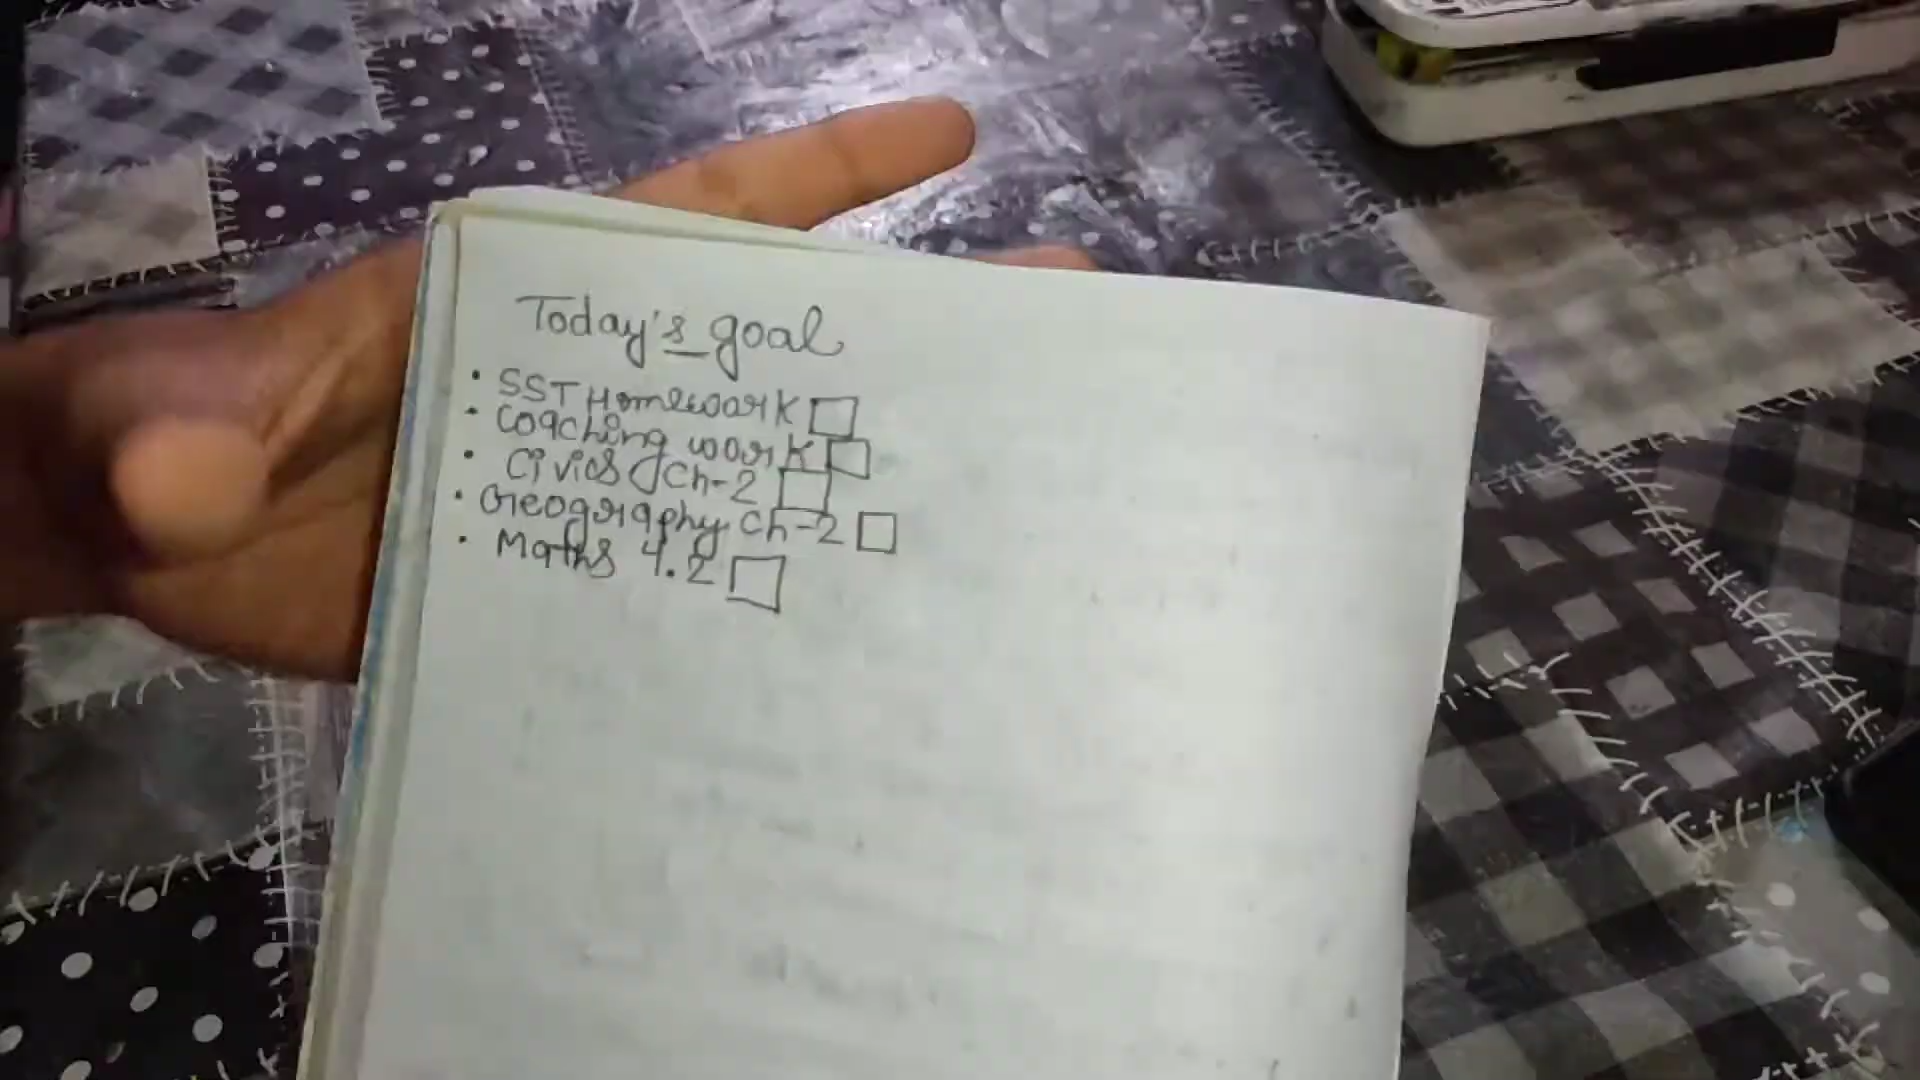 Today's goal
• SST Homework □
• Coaching work □
• Civics Ch-2 □
• Geography Ch-2 □
• Maths 4.2 □